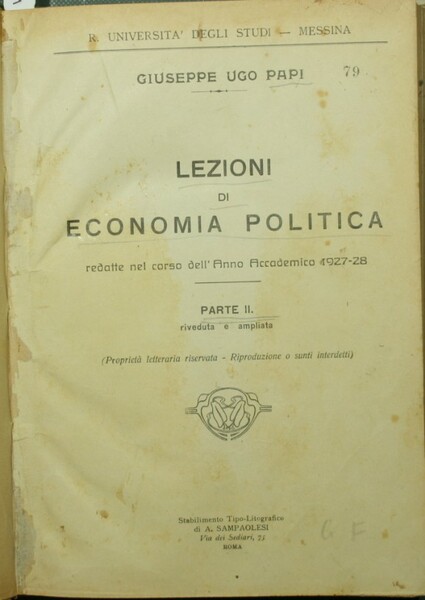 R. UNIVERSITA' DEGLI STUDI — MESSINA
GIUSEPPE UGO PAPI
79
LEZIONI
DI
ECONOMIA POLITICA
redatte nel corso dell'Anno Accademico 1927-28
PARTE II.
riveduta e ampliata
(Proprietà letteraria riservata - Riproduzione o sunti interdetti)
Stabilimento Tipo-Litografico
di A. SAMPAOLESI
Via dei Sediari, 71
ROMA
G F